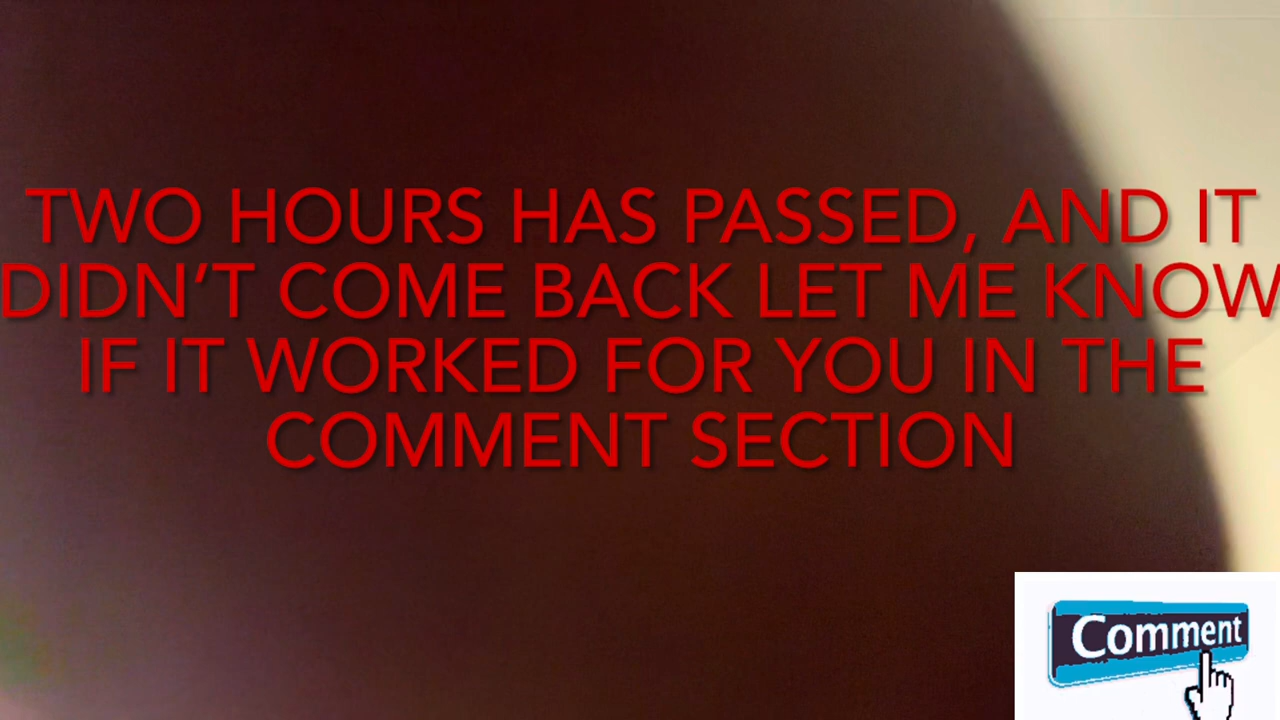 TWO HOURS HAS PASSED, AND IT
DIDN’T COME BACK LET ME KNOW
IF IT WORKED FOR YOU IN THE
COMMENT SECTION
Comment